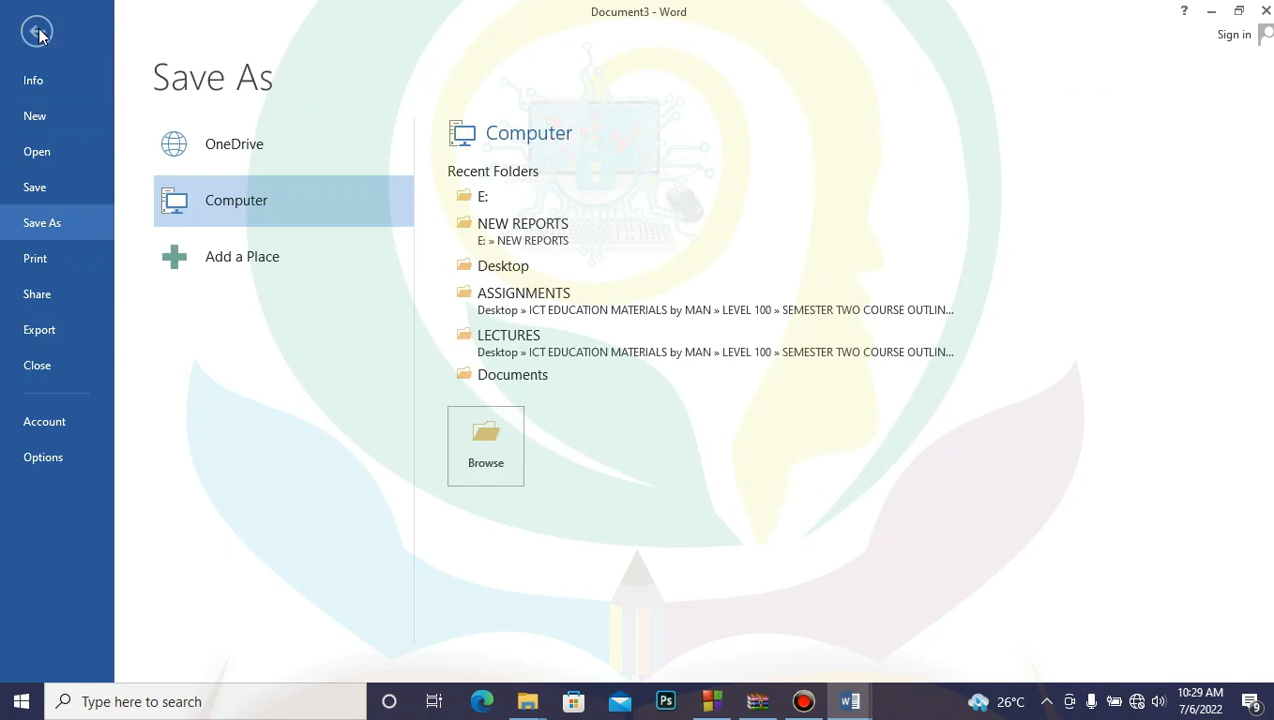 Document3 - Word
?
Sign in
Info
New
Open
Save
Save As
Print
Share
Export
Close
Account
Options
Save As
OneDrive
Computer
Add a Place
Computer
Recent Folders
E:
NEW REPORTS
E: » NEW REPORTS
Desktop
ASSIGNMENTS
Desktop » ICT EDUCATION MATERIALS by MAN » LEVEL 100 » SEMESTER TWO COURSE OUTLIN...
LECTURES
Desktop » ICT EDUCATION MATERIALS by MAN » LEVEL 100 » SEMESTER TWO COURSE OUTLIN...
Documents
Browse
Type here to search
Ps
26°C
10:29 AM
7/6/2022
9